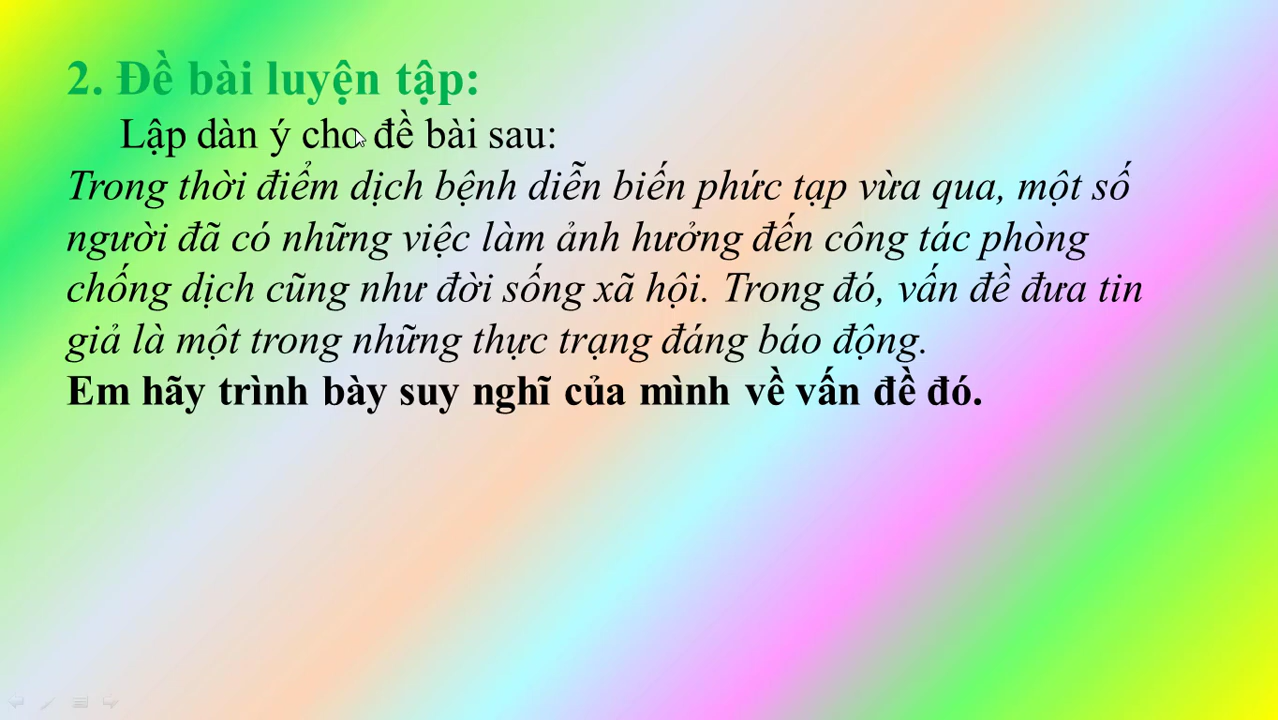 2. Đề bài luyện tập:
Lập dàn ý cho đề bài sau:
Trong thời điểm dịch bệnh diễn biến phức tạp vừa qua, một số
người đã có những việc làm ảnh hưởng đến công tác phòng
chống dịch cũng như đời sống xã hội. Trong đó, vấn đề đưa tin
giả là một trong những thực trạng đáng báo động.
Em hãy trình bày suy nghĩ của mình về vấn đề đó.